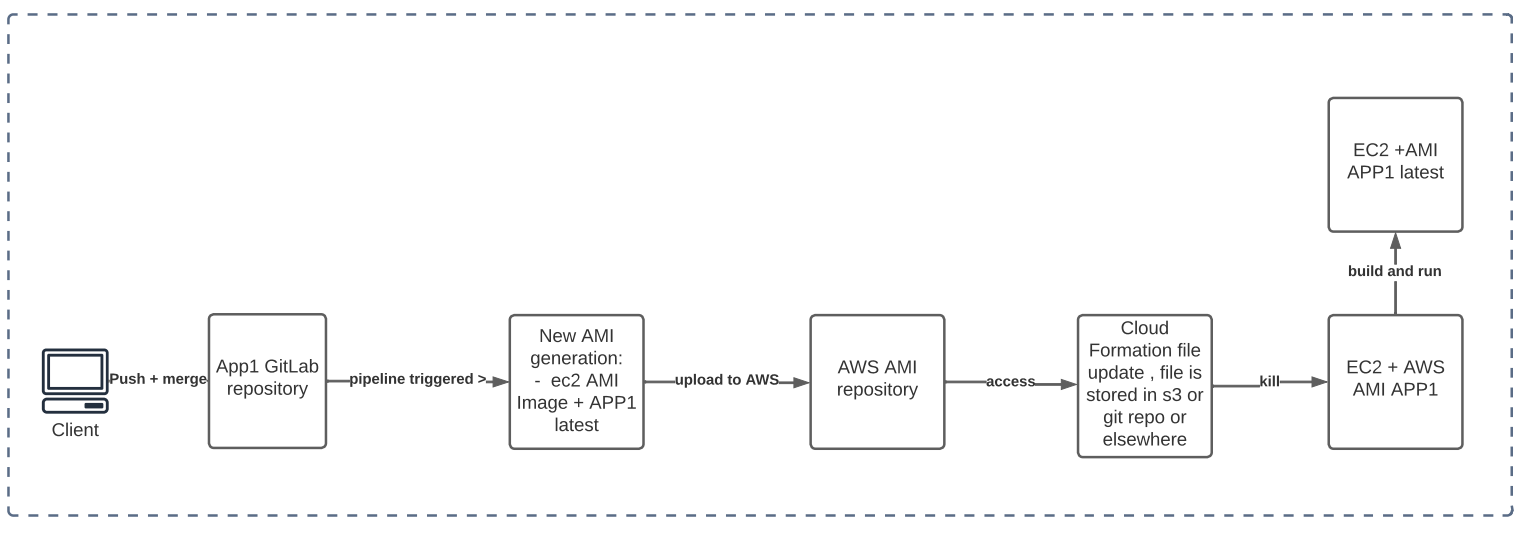 EC2 +AMI
APP1 latest
build and run
Client
Push + merge
App1 GitLab
repository
pipeline triggered >
New AMI
generation:
- ec2 AMI
Image + APP1
latest
upload to AWS
AWS AMI
repository
access
Cloud
Formation file
update , file is
stored in s3 or
git repo or
elsewhere
kill
EC2 + AWS
AMI APP1